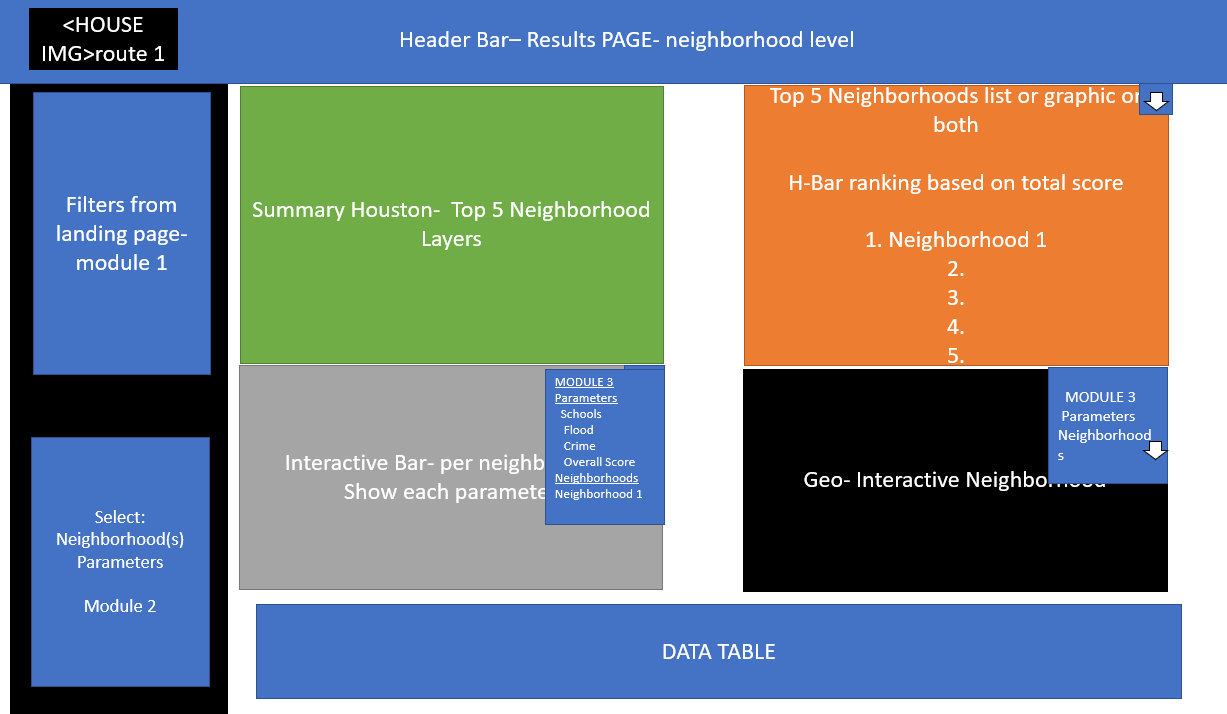 <HOUSE
IMG>route 1
Header Bar– Results PAGE- neighborhood level
Filters from
landing page-
module 1
Select:
Neighborhood(s)
Parameters
Module 2
Summary Houston-  Top 5 Neighborhood
Layers
Top 5 Neighborhoods list or graphic or
both
H-Bar ranking based on total score
1. Neighborhood 1
2.
3.
4.
5.
Interactive Bar- per neighb
Show each paramete
MODULE 3
Parameters
Schools
Flood
Crime
Overall Score
Neighborhoods
Neighborhood 1
Geo- Interactive Neighborhood
MODULE 3
Parameters
Neighborhood
s
DATA TABLE